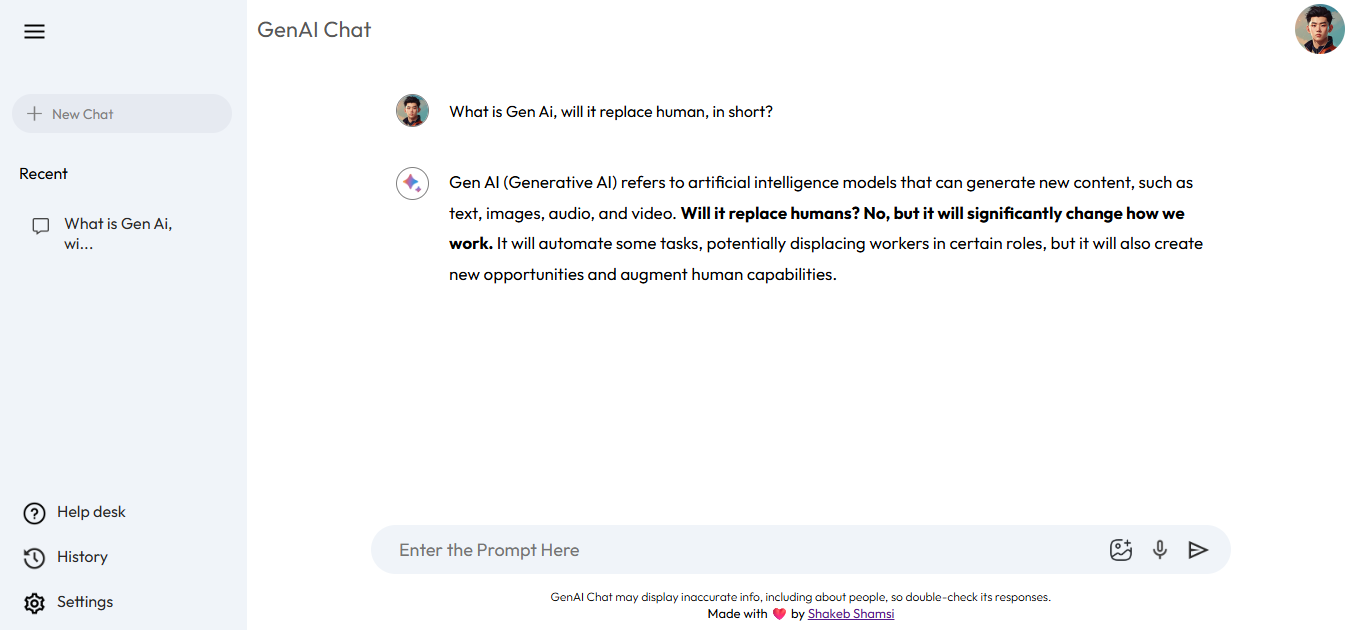 GenAI Chat
New Chat
Recent
What is Gen Ai,
wi...
Help desk
History
Settings
What is Gen Ai, will it replace human, in short?
Gen AI (Generative AI) refers to artificial intelligence models that can generate new content, such as
text, images, audio, and video. Will it replace humans? No, but it will significantly change how we
work. It will automate some tasks, potentially displacing workers in certain roles, but it will also create
new opportunities and augment human capabilities.
Enter the Prompt Here
GenAI Chat may display inaccurate info, including about people, so double-check its responses.
Made with ❤️ by Shakeb Shamsi